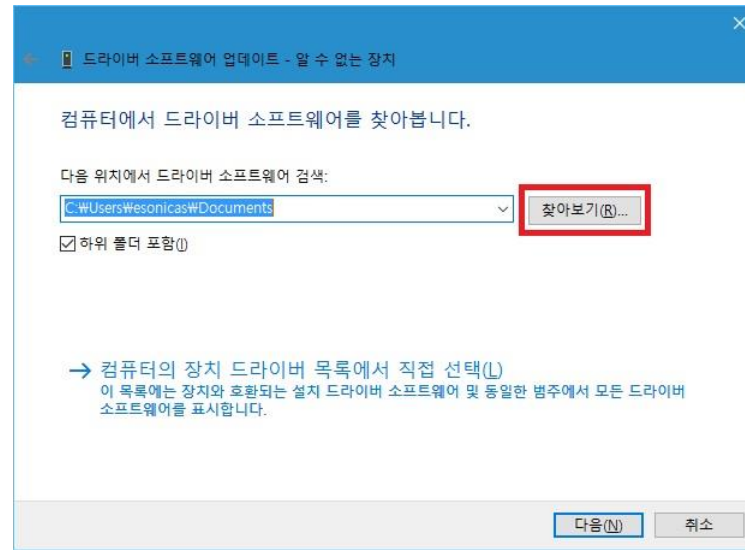 드라이버 소프트웨어 업데이트 - 알 수 없는 장치
컴퓨터에서 드라이버 소프트웨어를 찾아봅니다.
다음 위치에서 드라이버 소프트웨어 검색:
C:₩Users₩esonicas₩Documents
찾아보기(R)...
하위 폴더 포함(I)
컴퓨터의 장치 드라이버 목록에서 직접 선택(L)
이 목록에는 장치와 호환되는 설치 드라이버 소프트웨어 및 동일한 범주에서 모든 드라이버
소프트웨어를 표시합니다.
다음(N)
취소